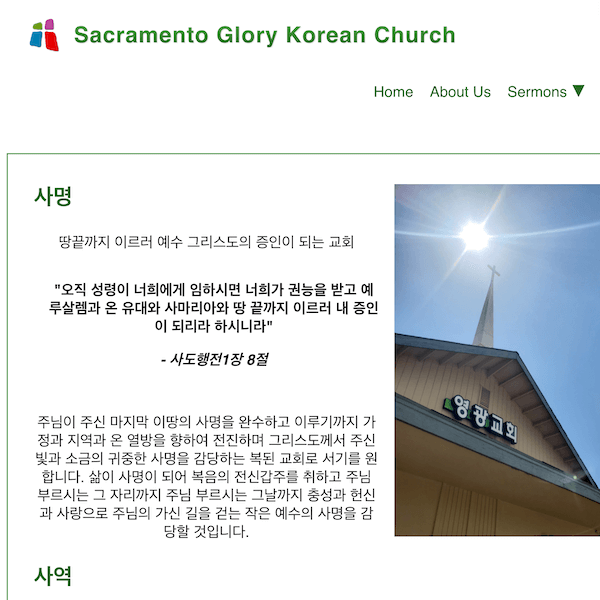 Sacramento Glory Korean Church
Home About Us Sermons ▼
사명
땅끝까지 이르러 예수 그리스도의 증인이 되는 교회
"오직 성령이 너희에게 임하시면 너희가 권능을 받고 예
루살렘과 온 유대와 사마리아와 땅 끝까지 이르러 내 증인
이 되리라 하시니라"
- 사도행전1장 8절
영광교회
주님이 주신 마지막 이땅의 사명을 완수하고 이루기까지 가
정과 지역과 온 열방을 향하여 전진하며 그리스도께서 주신
빛과 소금의 귀중한 사명을 감당하는 복된 교회로 서기를 원
합니다. 삶이 사명이 되어 복음의 전신갑주를 취하고 주님
부르시는 그 자리까지 주님 부르시는 그날까지 충성과 헌신
과 사랑으로 주님의 가신 길을 걷는 작은 예수의 사명을 감
당할 것입니다.
사역